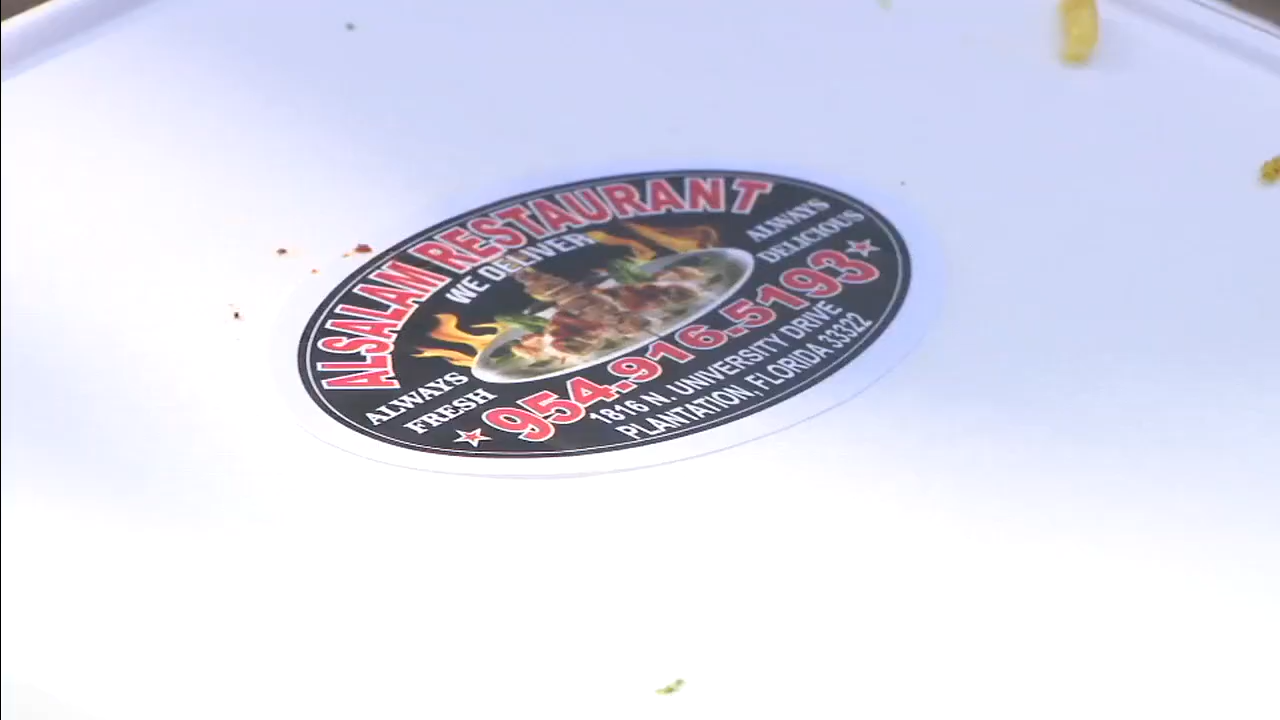 ALSALAM RESTAURANT
WE DELIVER
ALWAYS
DELICIOUS
ALWAYS
FRESH
954.916.5193
1816 N. UNIVERSITY DRIVE
PLANTATION, FLORIDA 33322